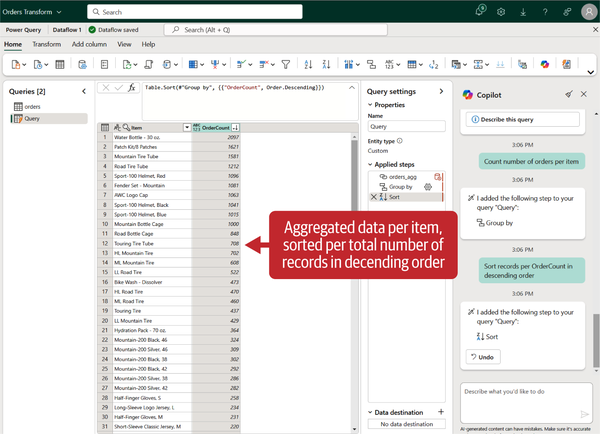 Orders Transform
Search
Power Query
Dataflow 1
Dataflow saved
Search (Alt + Q)
Home
Transform
Add column
View
Help
Queries [2]
orders
Query
Table.Sort(#"Group by", {{"OrderCount", Order.Descending}})
Item
OrderCount
1 Water Bottle - 30 oz. 2097
2 Patch Kit/8 Patches 1621
3 Mountain Tire Tube 1581
4 Road Tire Tube 1212
5 Sport-100 Helmet, Red 1096
6 Fender Set - Mountain 1081
7 AWC Logo Cap 1063
8 Sport-100 Helmet, Black 1041
9 Sport-100 Helmet, Blue 1015
10 Mountain Bottle Cage 1000
11 Road Bottle Cage 848
12 Touring Tire Tube 708
13 HL Mountain Tire 702
14 ML Mountain Tire 608
15 LL Road Tire 522
16 Bike Wash - Dissolver 473
17 HL Road Tire 470
18 ML Road Tire 460
19 Touring Tire 437
20 LL Mountain Tire 429
21 Hydration Pack - 70 oz. 364
22 Mountain-200 Black, 46 324
23 Mountain-200 Silver, 46 309
24 Mountain-200 Black, 38 302
25 Mountain-200 Black, 42 292
26 Mountain-200 Silver, 38 286
27 Mountain-200 Silver, 42 282
28 Half-Finger Gloves, S 258
29 Long-Sleeve Logo Jersey, L 234
30 Half-Finger Gloves, M 231
31 Short-Sleeve Classic Jersey, M 220
Aggregated data per item,
sorted per total number of
records in decending order
Query settings
Properties
Name
Query
Entity type
Custom
Applied steps
orders_agg
Group by
Sort
Data destination
No data destination
Copilot
Describe this query
3:06 PM
Count number of orders per item
3:06 PM
I added the following step to your
query "Query":
Group by
3:06 PM
Sort records per OrderCount in
descending order
3:06 PM
I added the following step to your
query "Query":
Sort
Undo
Describe what you'd like to do
AI-generated content can have mistakes. Make sure it's accurate